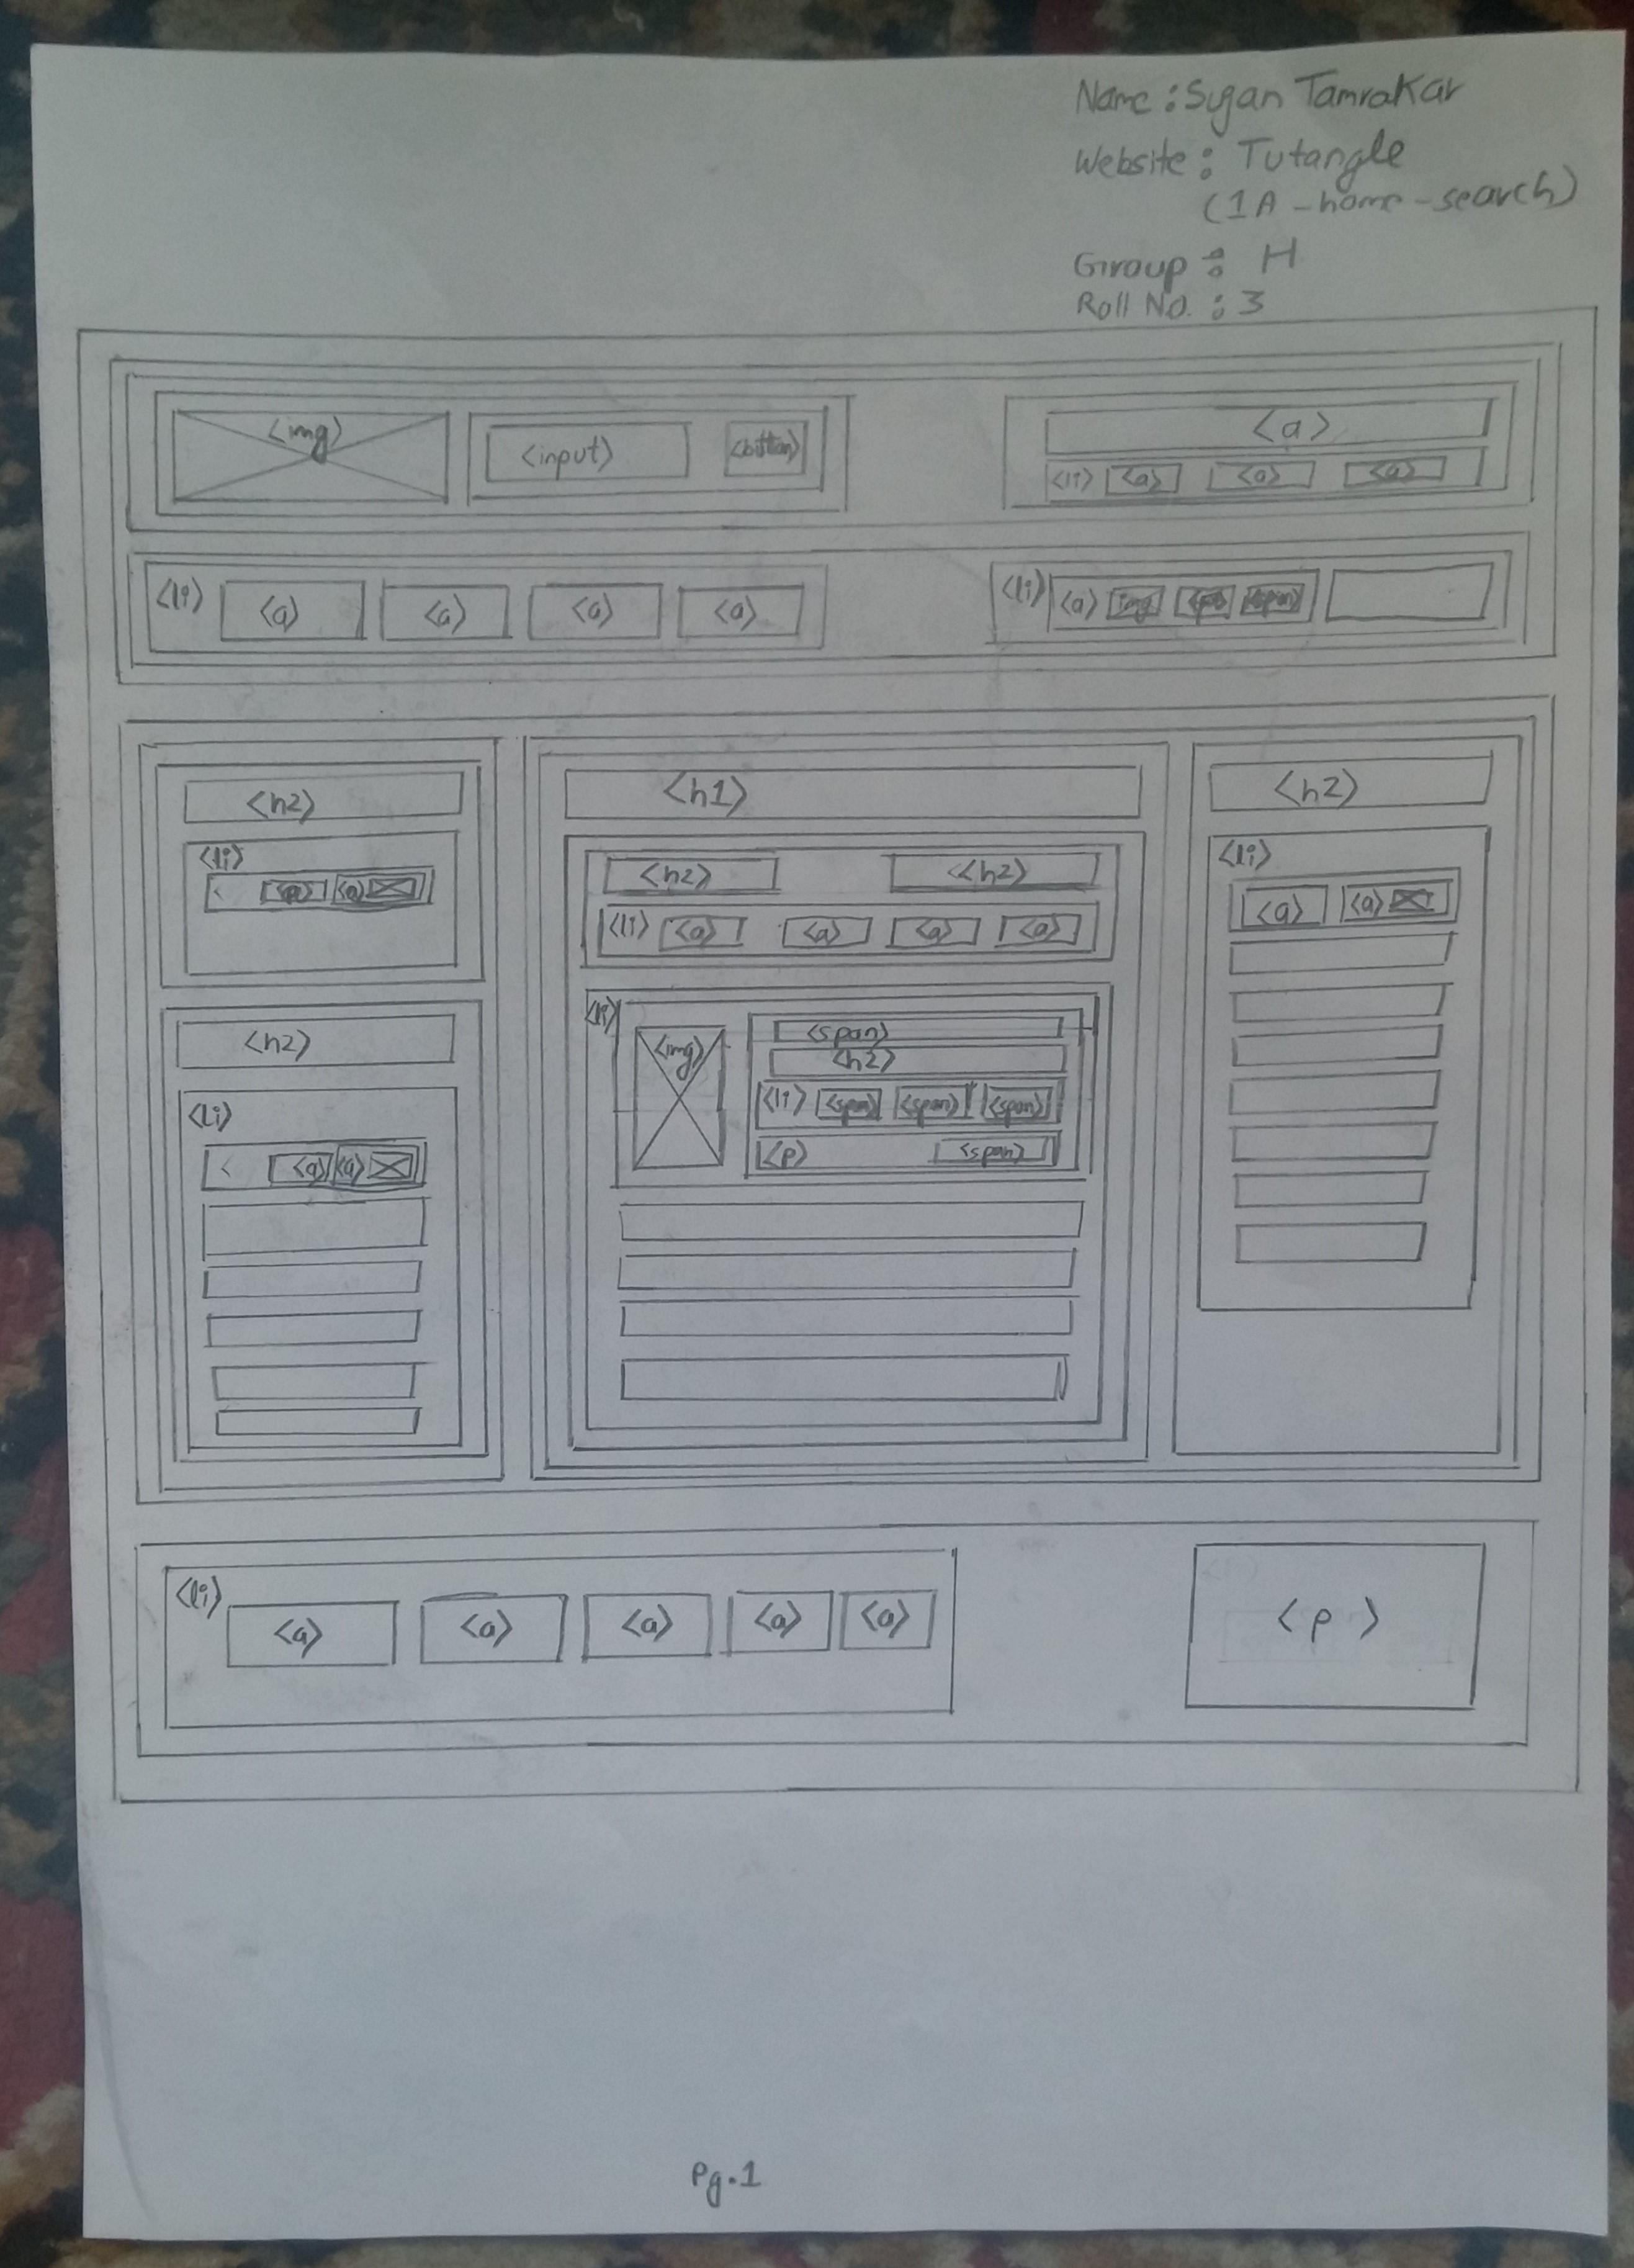 Name : Sujan Tamrakar
Website : Tutangle
(1A - home - search)
Group : H
Roll No. : 3
<img> <input> <button> <a>
<li> <a> <a> <a>
<li> <a> <a> <a> <a> <li> <a> img <span>
<h2> <h1> <h2>
<li> <a> <a> <h2> <h2> <li>
<li> <a> <a> <a> <a> <a> <a>
<h2> <li> <img> <span>
<h2>
<li> <li> <span> <span> <span>
<a> <a> <p> <span>
<li> <a> <a> <a> <a> <a> <p>
Pg.1